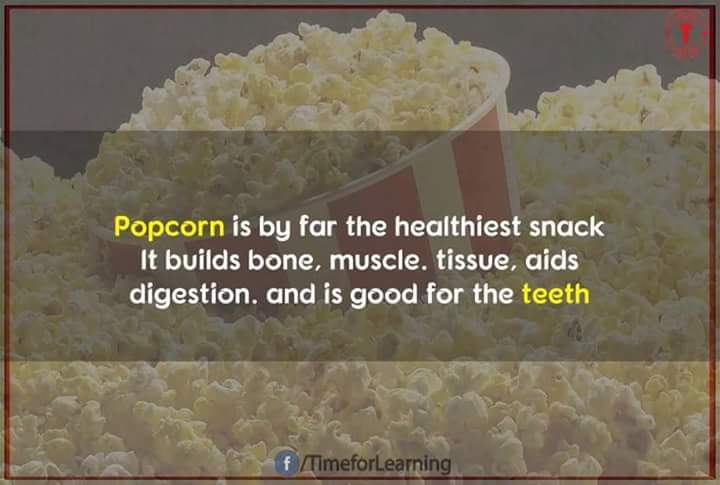 Popcorn is by far the healthiest snack
It builds bone, muscle. tissue, aids
digestion. and is good for the teeth
f/TimeforLearning